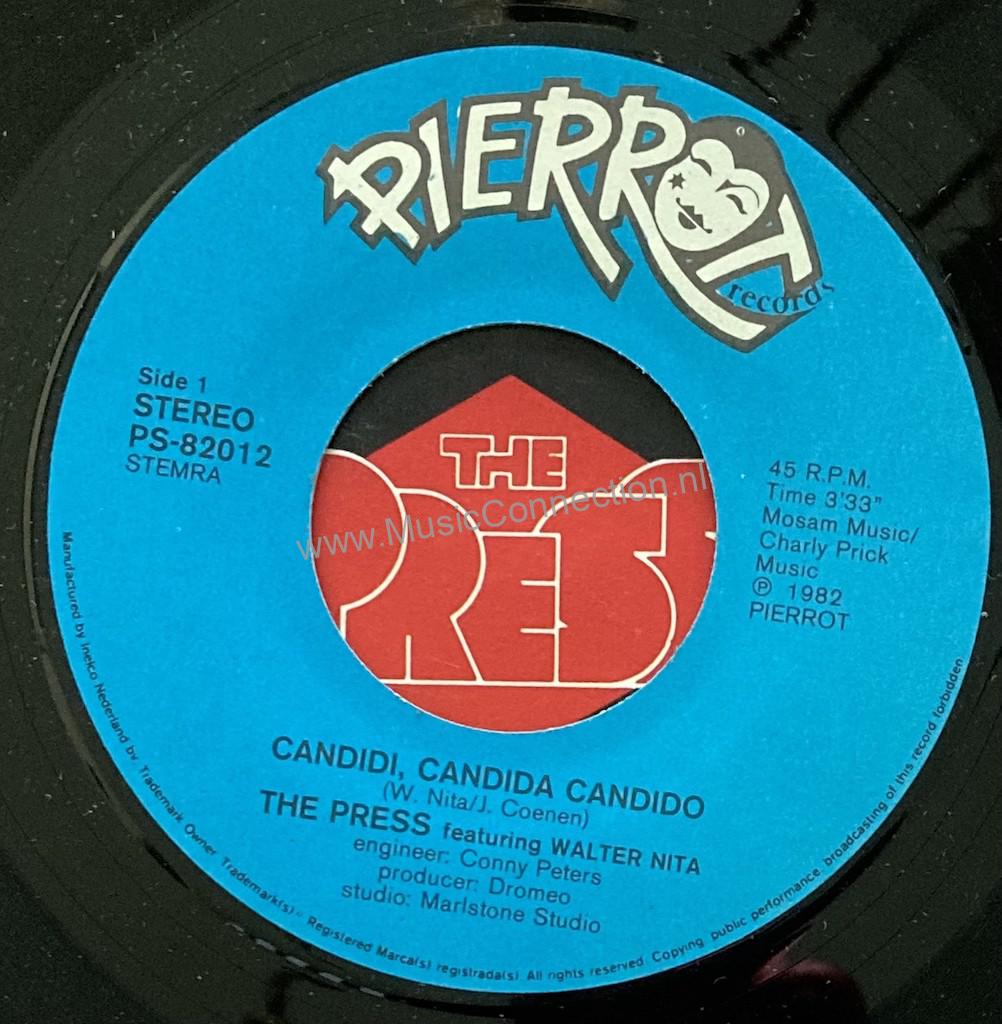 PIERROT
records
Side 1
STEREO
PS-82012
STEMRA
45 R.P.M.
Time 3'33"
Mosam Music/
Charly Prick
Music
℗ 1982
PIERROT
THE
PRESS
www.MusicConnection.nl
CANDIDI, CANDIDA CANDIDO
(W. Nita/J. Coenen)
THE PRESS featuring WALTER NITA
engineer: Conny Peters
producer: Dromeo
studio: Marlstone Studio
Manufactured by Inelco Nederland bv. Trademark Owner Trademark(s) - Registered Marca(s) registrada(s) All rights reserved. Copying, public performance, broadcasting of this record forbidden